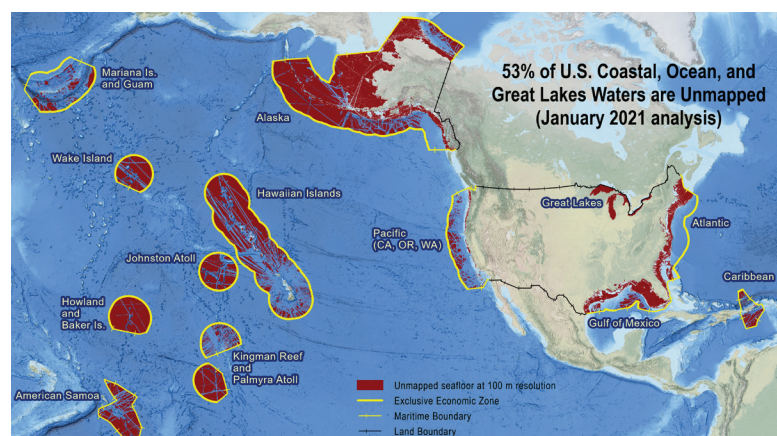 53% of U.S. Coastal, Ocean, and
Great Lakes Waters are Unmapped
(January 2021 analysis)
Mariana Is.
and Guam
Alaska
Wake Island
Hawaiian Islands
Great Lakes
Pacific
(CA, OR, WA)
Atlantic
Johnston Atoll
Caribbean
Howland
and
Baker Is.
Gulf of Mexico
Kingman Reef
and
Palmyra Atoll
American Samoa
Unmapped seafloor at 100 m resolution
Exclusive Economic Zone
Maritime Boundary
Land Boundary